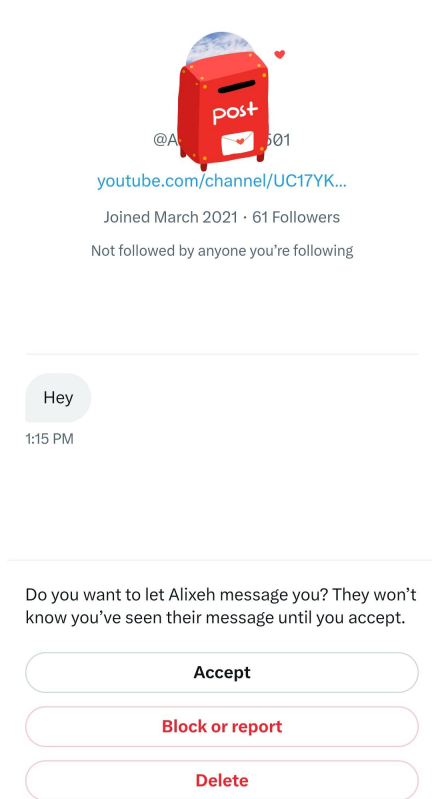 post
@A 501
youtube.com/channel/UC17YK...
Joined March 2021 · 61 Followers
Not followed by anyone you’re following
Hey
1:15 PM
Do you want to let Alixeh message you? They won’t
know you’ve seen their message until you accept.
Accept
Block or report
Delete